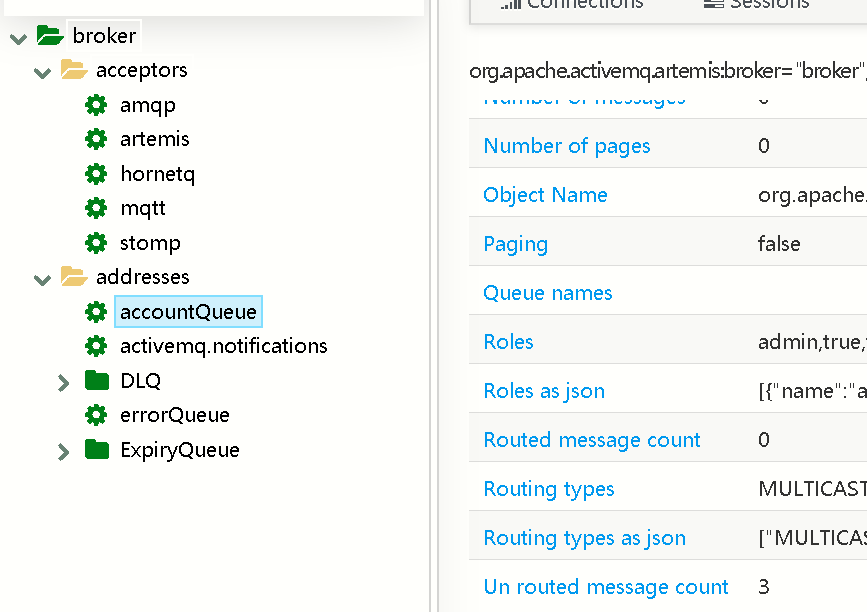 Connections Sessions
broker
acceptors
amqp
artemis
hornetq
mqtt
stomp
addresses
accountQueue
activemq.notifications
DLQ
errorQueue
ExpiryQueue
org.apache.activemq.artemis:broker="broker",
Number of messages 0
Number of pages 0
Object Name org.apache.
Paging false
Queue names
Roles admin,true,
Roles as json [{"name":"a
Routed message count 0
Routing types MULTICAST
Routing types as json ["MULTICAS
Un routed message count 3